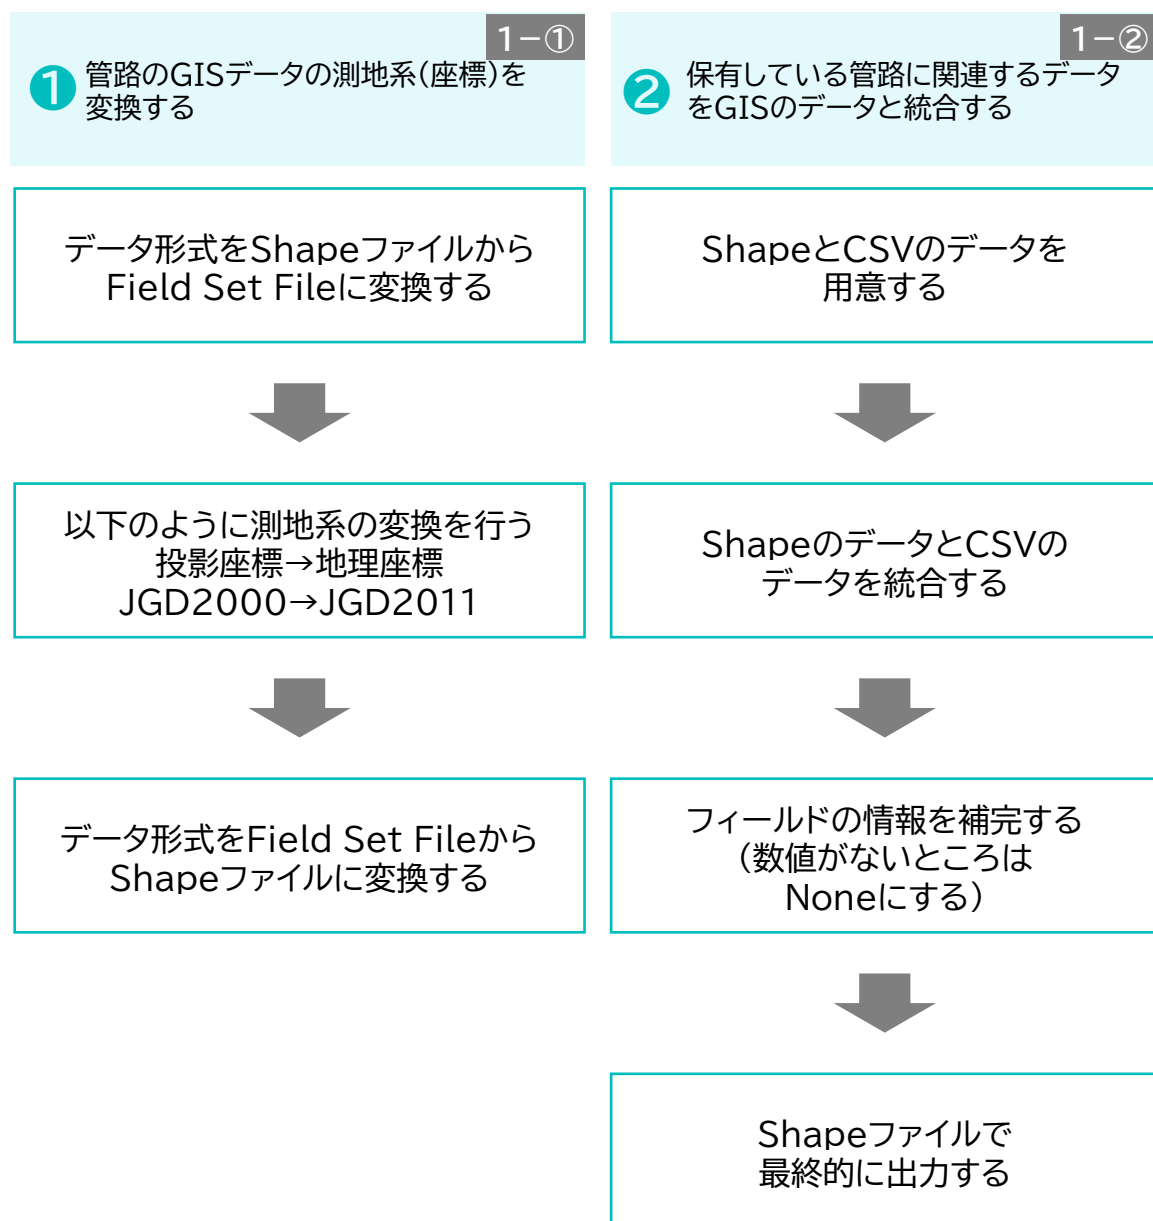 1−①
❶ 管路のGISデータの測地系(座標)を
変換する
データ形式をShapeファイルから
Field Set Fileに変換する
以下のように測地系の変換を行う
投影座標→地理座標
JGD2000→JGD2011
データ形式をField Set Fileから
Shapeファイルに変換する
1−②
❷ 保有している管路に関連するデータ
をGISのデータと統合する
ShapeとCSVのデータを
用意する
ShapeのデータとCSVの
データを統合する
フィールドの情報を補完する
(数値がないところは
Noneにする)
Shapeファイルで
最終的に出力する